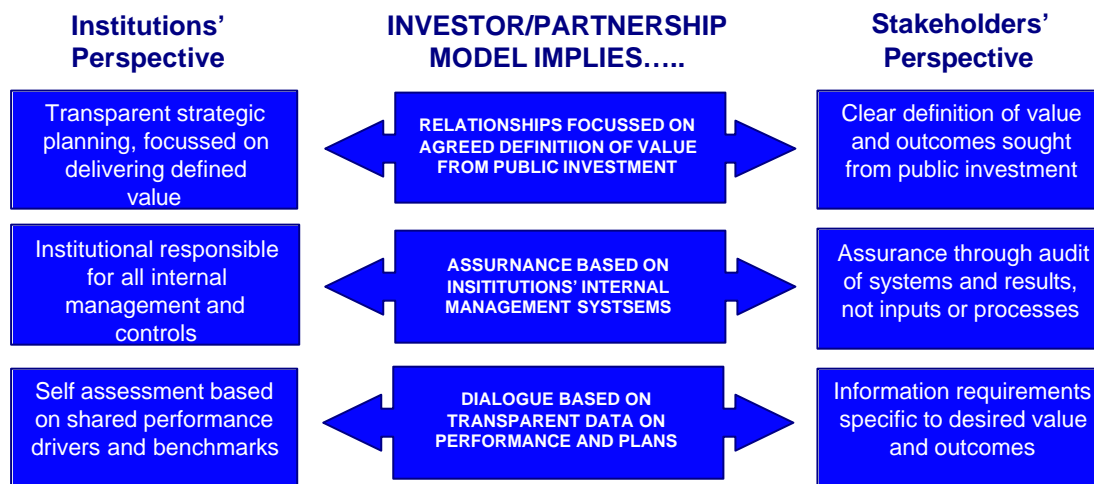 Institutions'
Perspective
INVESTOR/PARTNERSHIP
MODEL IMPLIES…..
Stakeholders'
Perspective
Transparent strategic
planning, focussed on
delivering defined
value
RELATIONSHIPS FOCUSSED ON
AGREED DEFINITIION OF VALUE
FROM PUBLIC INVESTMENT
Clear definition of value
and outcomes sought
from public investment
Institutional responsible
for all internal
management and
controls
ASSURNANCE BASED ON
INSITITUTIONS' INTERNAL
MANAGEMENT SYSTSEMS
Assurance through audit
of systems and results,
not inputs or processes
Self assessment based
on shared performance
drivers and benchmarks
DIALOGUE BASED ON
TRANSPARENT DATA ON
PERFORMANCE AND PLANS
Information requirements
specific to desired value
and outcomes